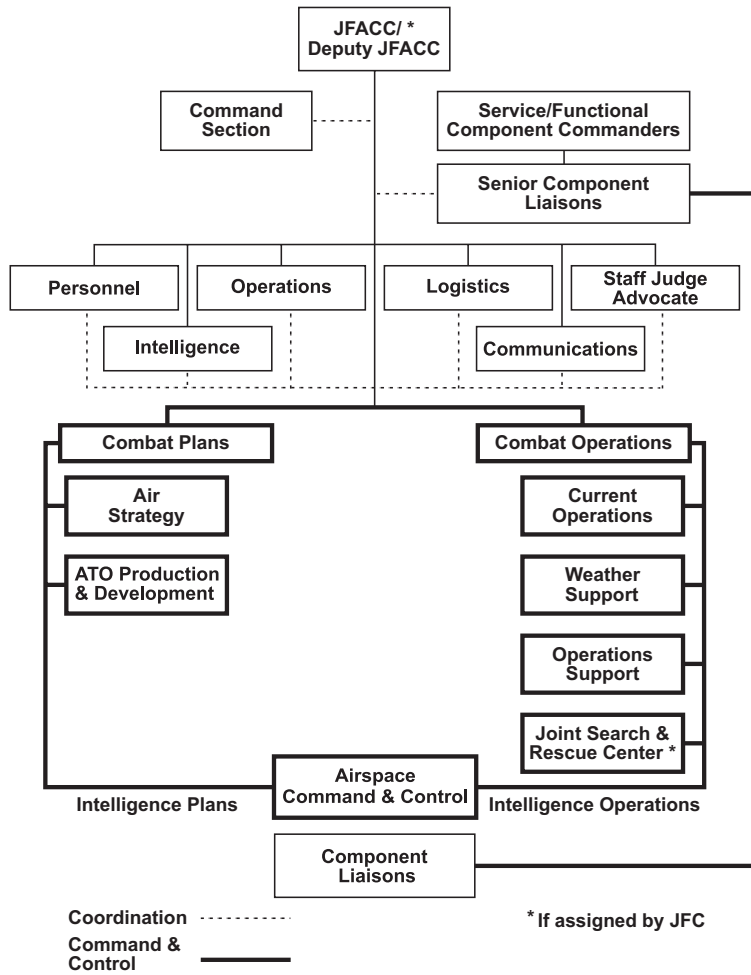 JFACC/ *
Deputy JFACC
Command
Section
Service/Functional
Component Commanders
Senior Component
Liaisons
Personnel
Operations
Logistics
Staff Judge
Advocate
Intelligence
Communications
Combat Plans
Combat Operations
Air
Strategy
Current
Operations
ATO Production
& Development
Weather
Support
Operations
Support
Joint Search &
Rescue Center *
Airspace
Command & Control
Intelligence Plans
Intelligence Operations
Component
Liaisons
Coordination
* If assigned by JFC
Command &
Control